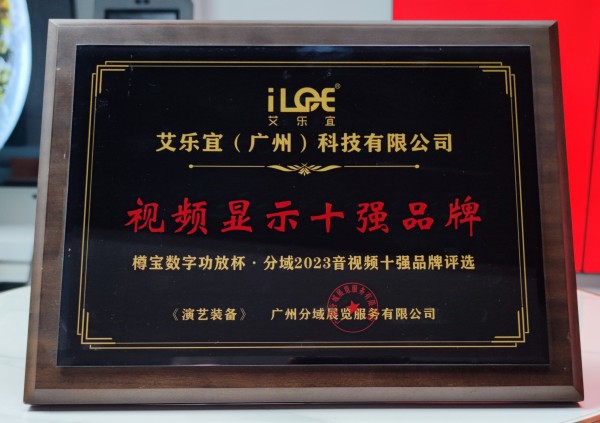 iLOE®
艾乐宜
艾乐宜（广州）科技有限公司
视频显示十强品牌
樽宝数字功放杯·分域2023音视频十强品牌评选
《演艺装备》 广州分域展览服务有限公司